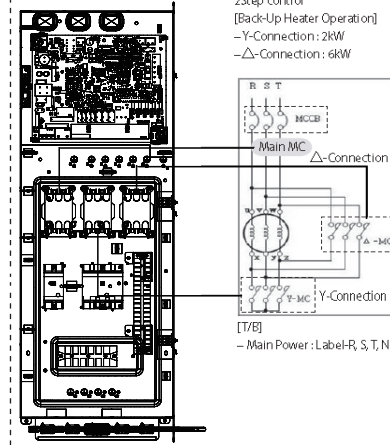 2Step control
[Back-Up Heater Operation]
– Y-Connection : 2kW
– △-Connection : 6kW
R S T
MCCB
Main MC
△-Connection
U V W
X Y Z
△-MC
Y-MC
Y-Connection
[T/B]
– Main Power : Label-R, S, T, N